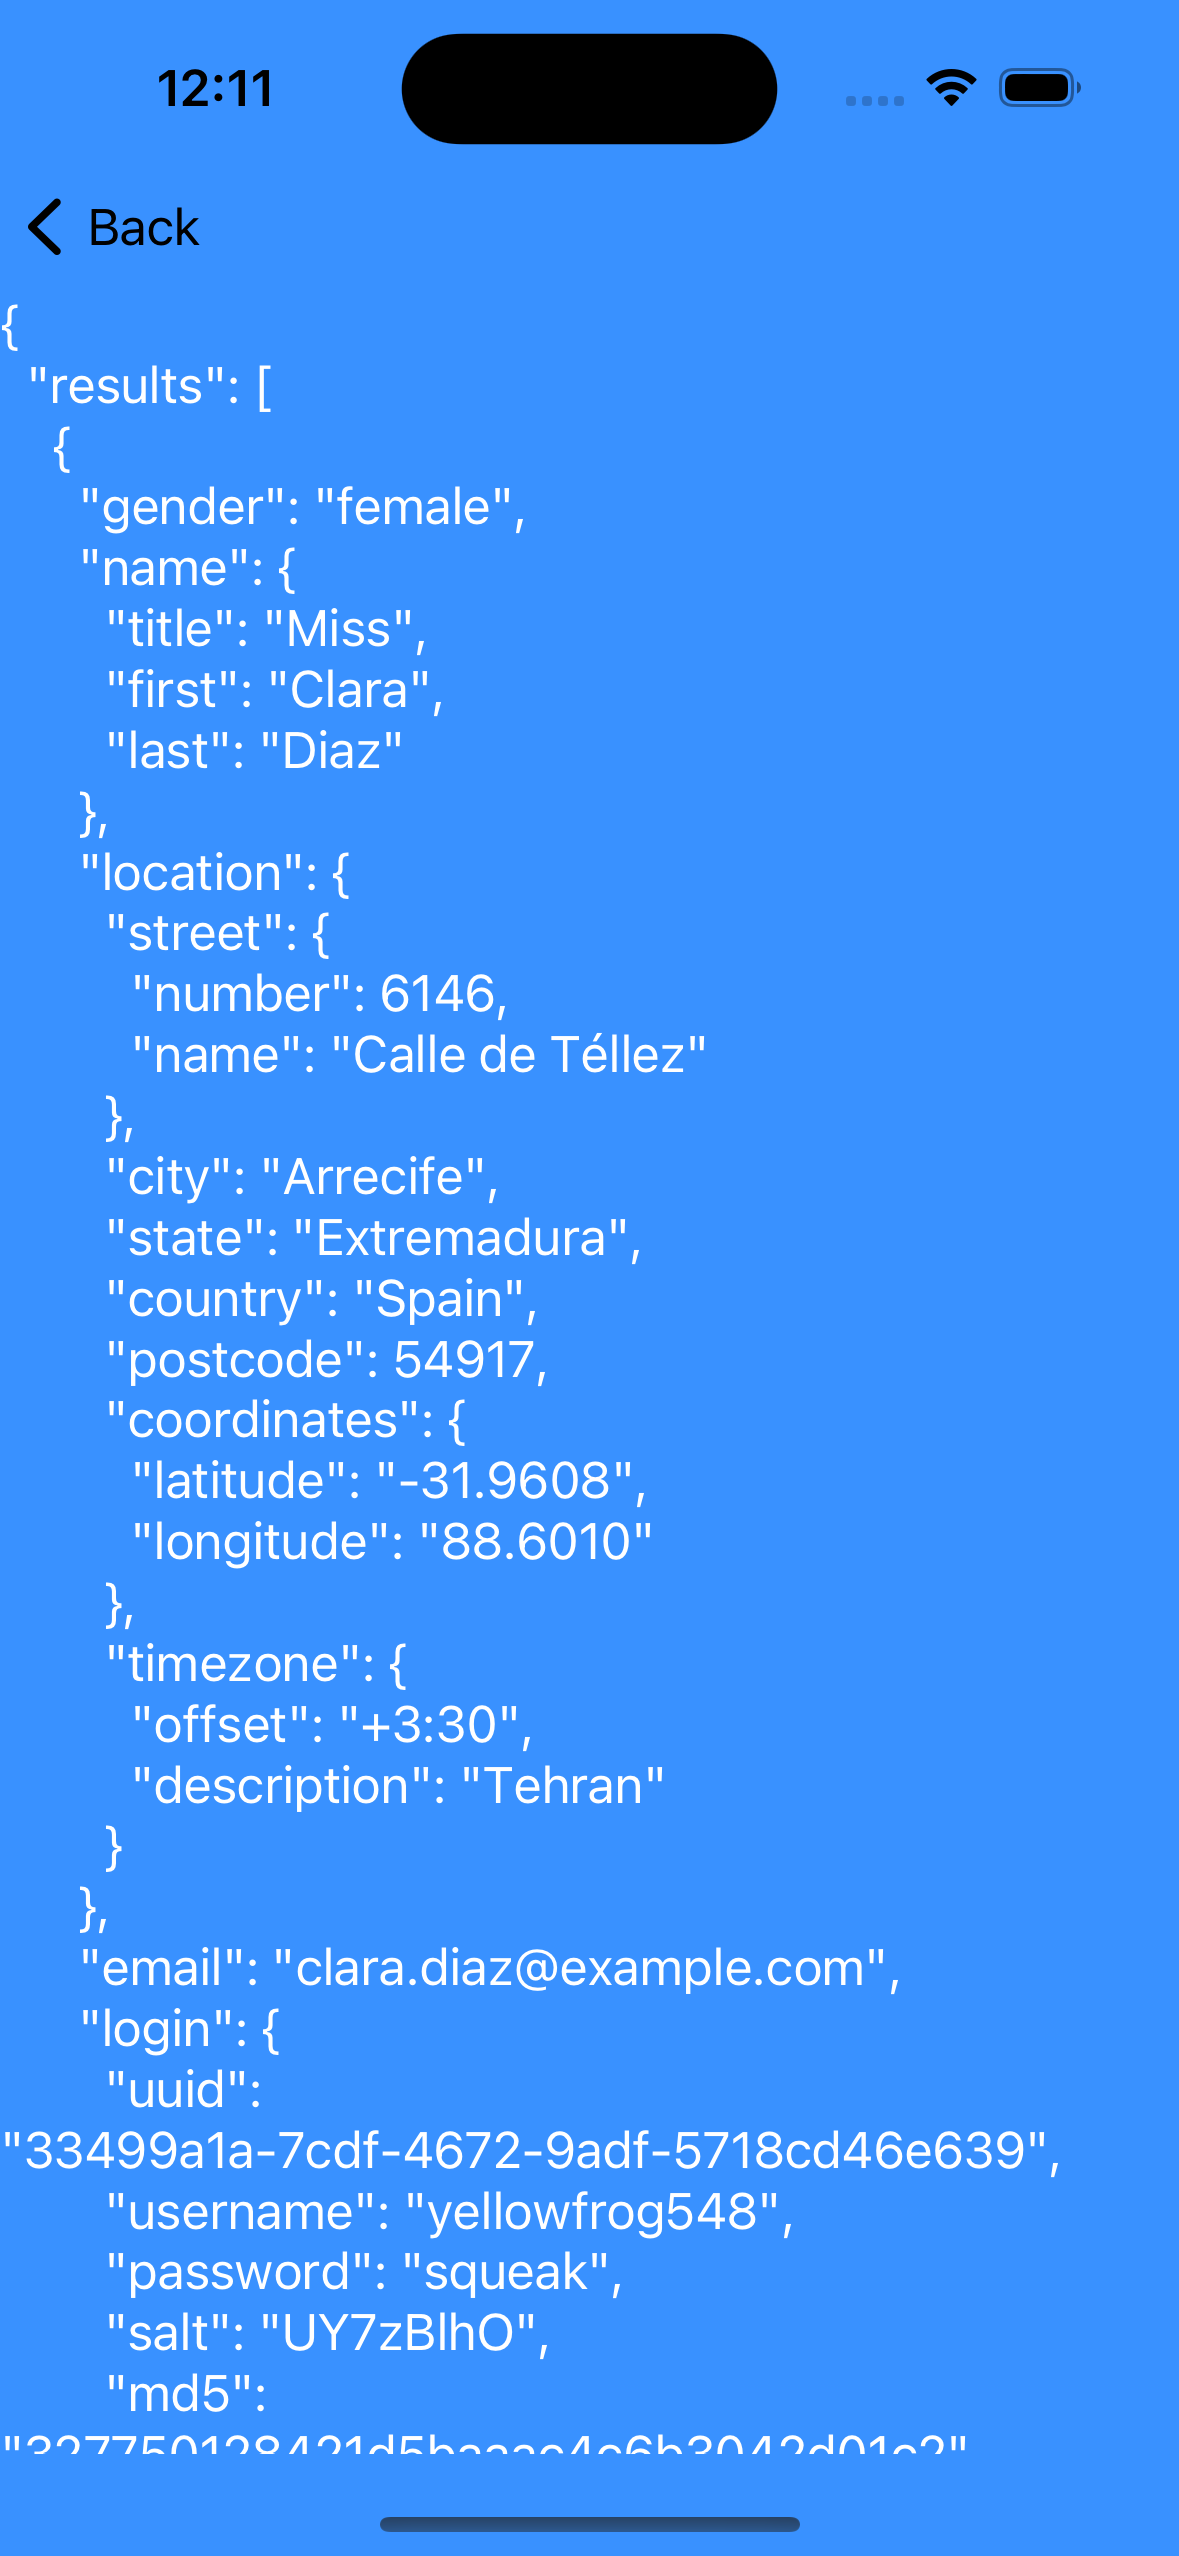 12:11
Back
{
"results": [
{
"gender": "female",
"name": {
"title": "Miss",
"first": "Clara",
"last": "Diaz"
},
"location": {
"street": {
"number": 6146,
"name": "Calle de Téllez"
},
"city": "Arrecife",
"state": "Extremadura",
"country": "Spain",
"postcode": 54917,
"coordinates": {
"latitude": "-31.9608",
"longitude": "88.6010"
},
"timezone": {
"offset": "+3:30",
"description": "Tehran"
}
},
"email": "clara.diaz@example.com",
"login": {
"uuid":
"33499a1a-7cdf-4672-9adf-5718cd46e639",
"username": "yellowfrog548",
"password": "squeak",
"salt": "UY7zBlhO",
"md5":